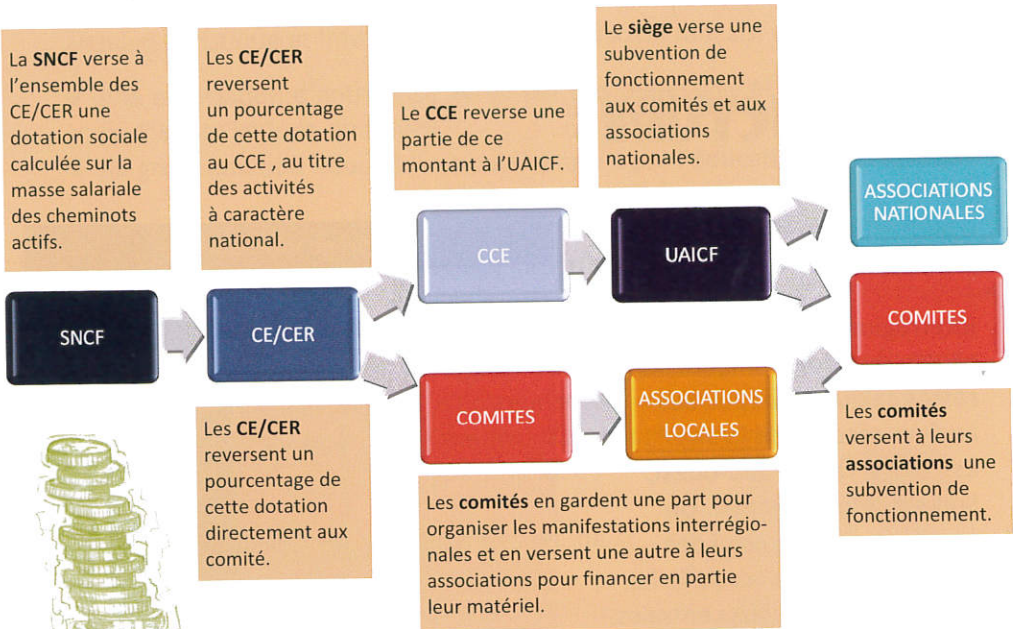 La SNCF verse à
l'ensemble des
CE/CER une
dotation sociale
calculée sur la
masse salariale
des cheminots
actifs.
Les CE/CER
reversent
un pourcentage
de cette dotation
au CCE , au titre
des activités
à caractère
national.
Le CCE reverse une
partie de ce
montant à l'UAICF.
Le siège verse une
subvention de
fonctionnement
aux comités et aux
associations
nationales.
ASSOCIATIONS
NATIONALES
CCE
UAICF
SNCF
CE/CER
COMITES
COMITES
ASSOCIATIONS
LOCALES
Les CE/CER
reversent un
pourcentage de
cette dotation
directement aux
comité.
Les comités en gardent une part pour
organiser les manifestations interrégio-
nales et en versent une autre à leurs
associations pour financer en partie
leur matériel.
Les comités
versent à leurs
associations une
subvention de
fonctionnement.